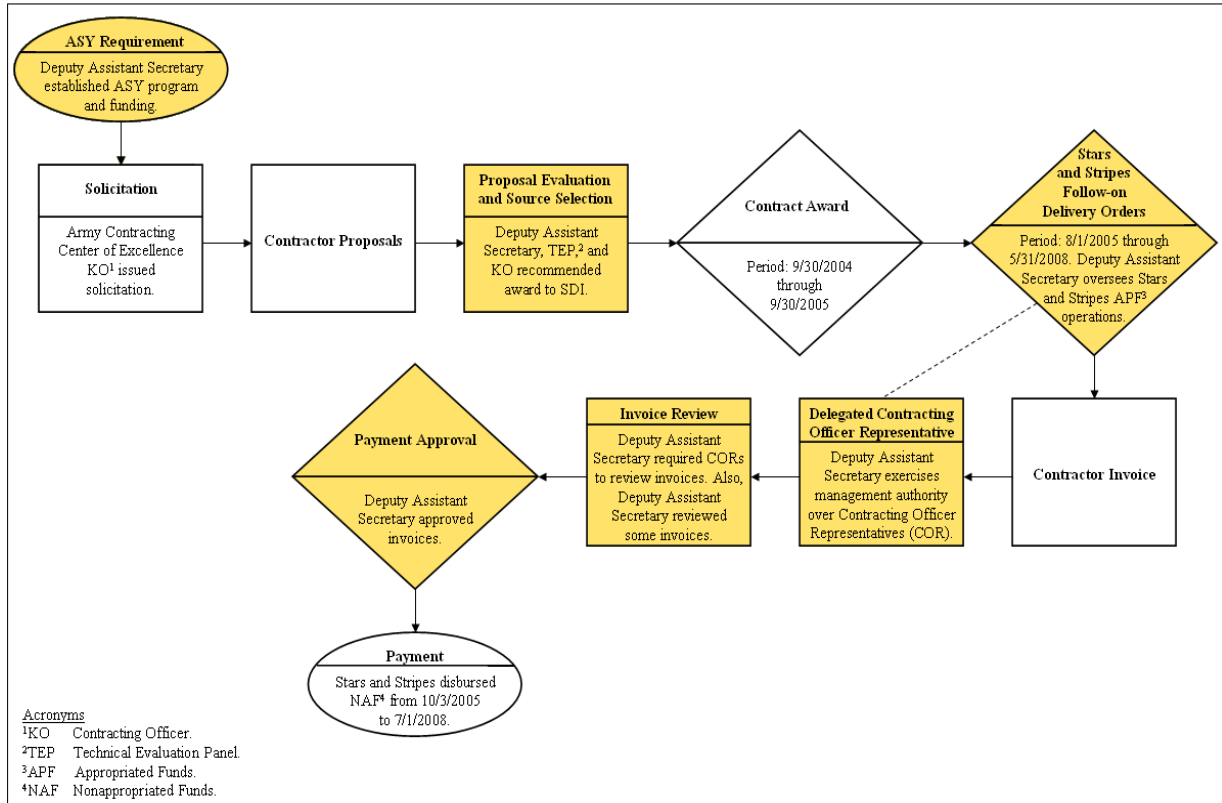 ASY Requirement
Deputy Assistant Secretary
established ASY program
and funding.
Solicitation
Army Contracting
Center of Excellence
KO¹ issued
solicitation.
Contractor Proposals
Proposal Evaluation
and Source Selection
Deputy Assistant
Secretary, TEP,² and
KO recommended
award to SDI.
Contract Award
Period: 9/30/2004
through
9/30/2005
Stars
and Stripes
Follow-on
Delivery Orders
Period: 8/1/2005 through
5/31/2008. Deputy Assistant
Secretary oversees Stars
and Stripes APF³
operations.
Contractor Invoice
Delegated Contracting
Officer Representative
Deputy Assistant
Secretary exercises
management authority
over Contracting Officer
Representatives (COR).
Invoice Review
Deputy Assistant
Secretary required CORs
to review invoices. Also,
Deputy Assistant
Secretary reviewed
some invoices.
Payment Approval
Deputy Assistant
Secretary approved
invoices.
Payment
Stars and Stripes disbursed
NAF⁴ from 10/3/2005
to 7/1/2008.
Acronyms
¹KO Contracting Officer.
²TEP Technical Evaluation Panel.
³APF Appropriated Funds.
⁴NAF Nonappropriated Funds.